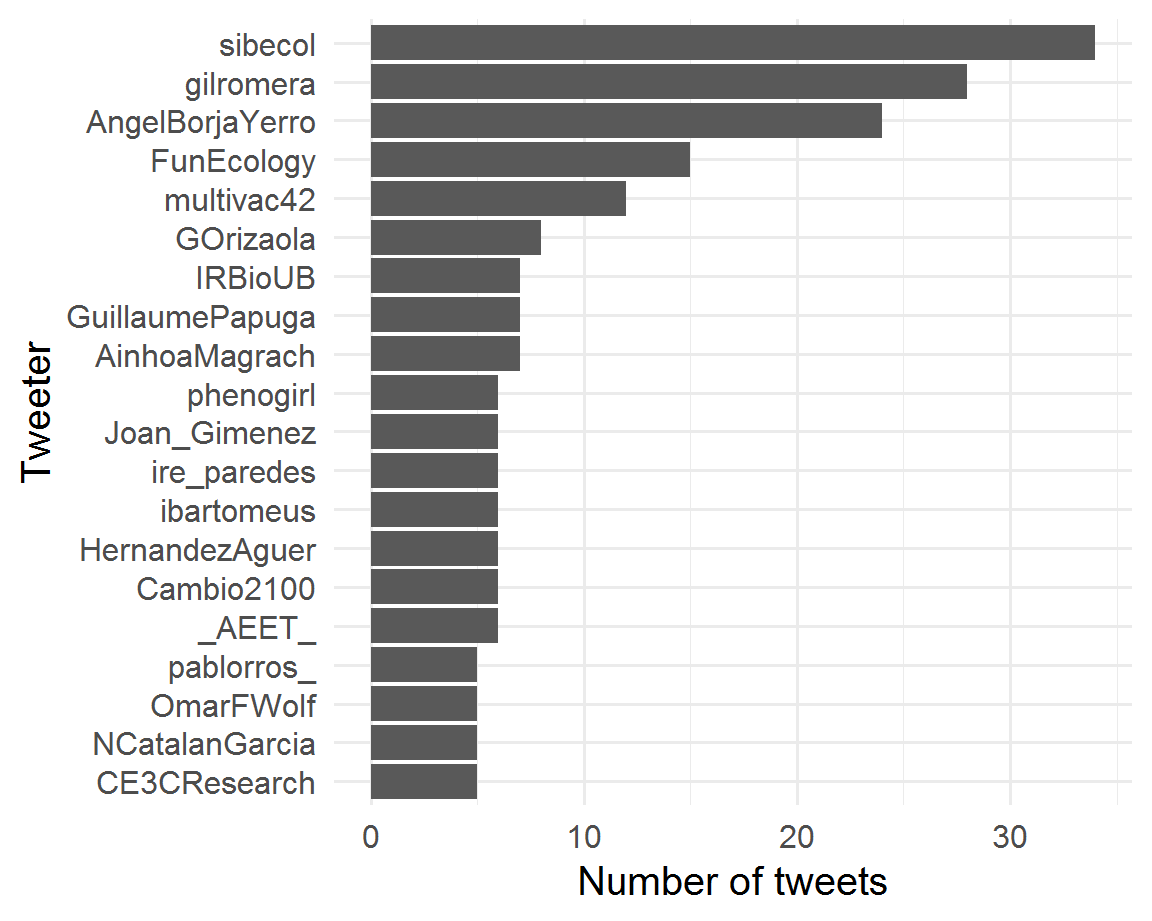 sibecol
gilromera
AngelBorjaYerro
FunEcology
multivac42
GOrizaola
IRBioUB
GuillaumePapuga
AinhoaMagrach
phenogirl
Joan_Gimenez
ire_paredes
ibartomeus
HernandezAguer
Cambio2100
_AEET_
pablorros_
OmarFWolf
NCatalanGarcia
CE3CResearch
Tweeter
0 10 20 30
Number of tweets